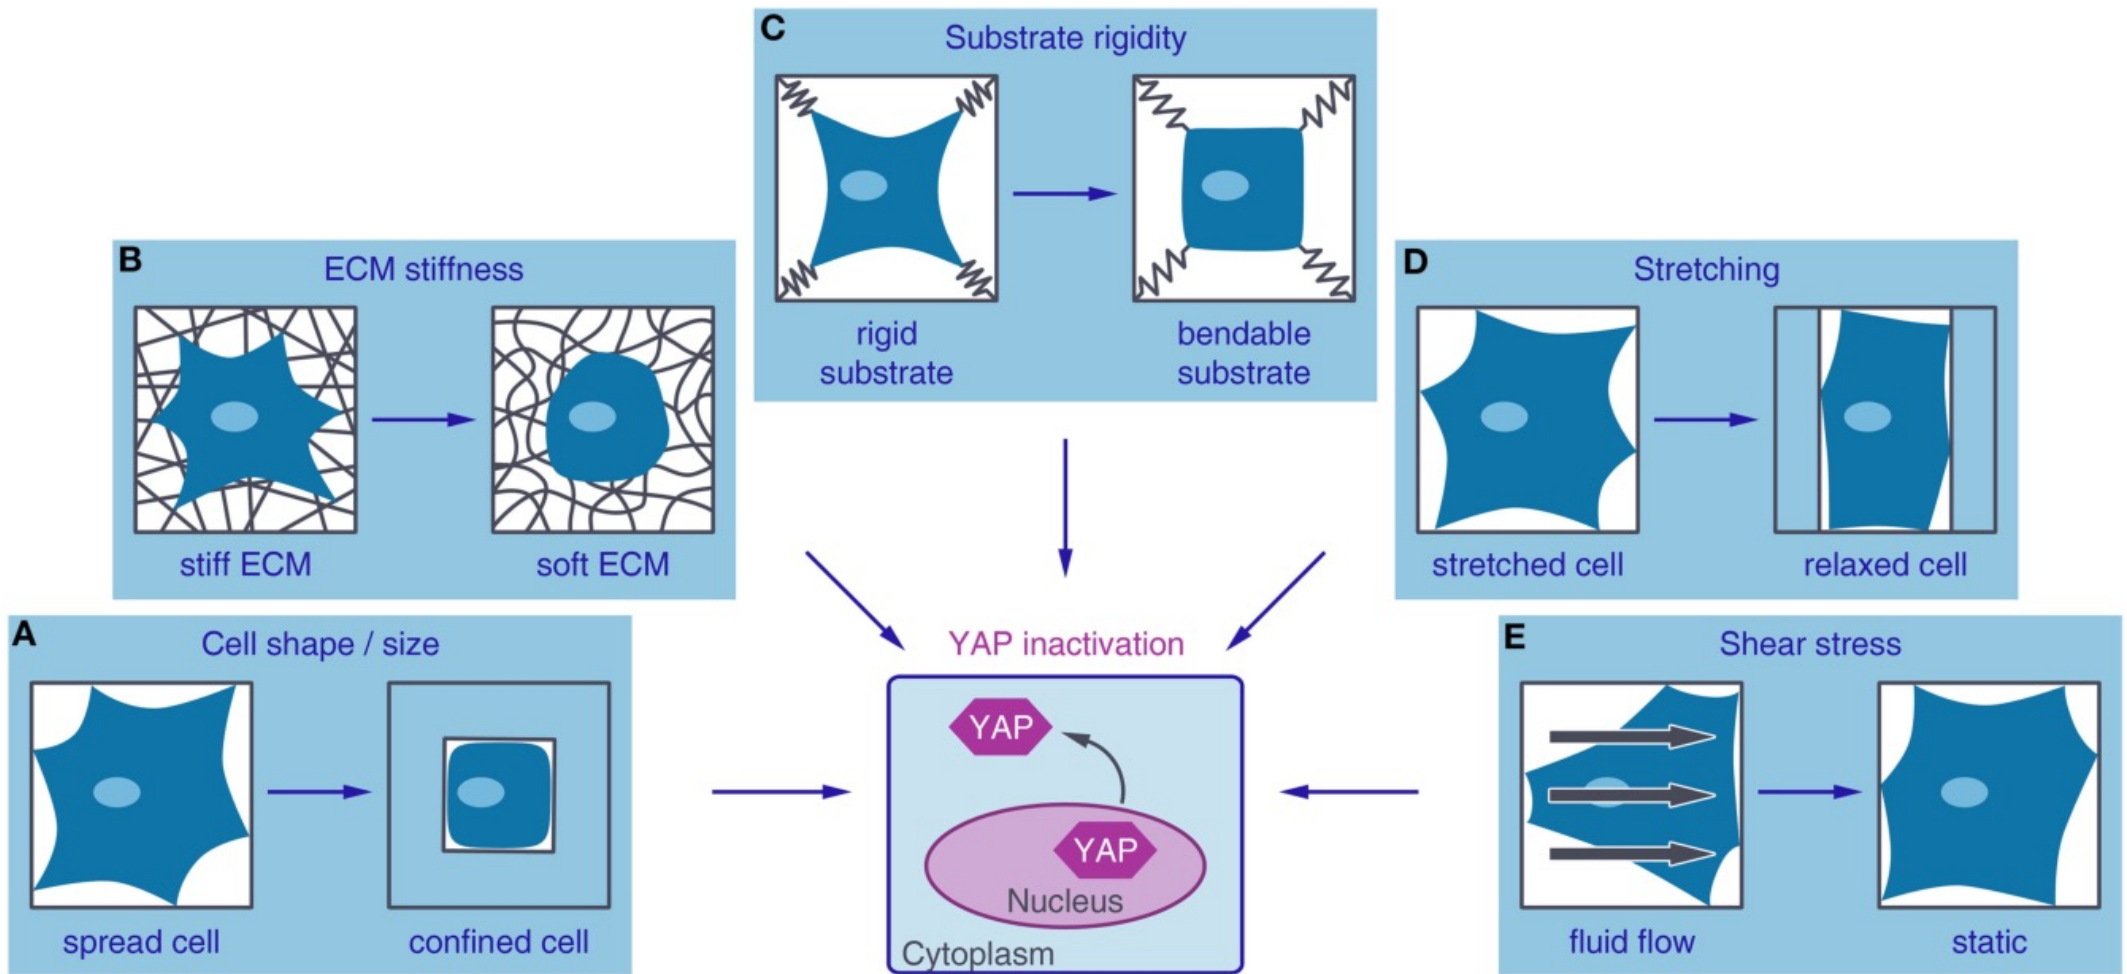 C
Substrate rigidity
rigid
substrate
bendable
substrate
B
ECM stiffness
stiff ECM
soft ECM
D
Stretching
stretched cell
relaxed cell
A
Cell shape / size
spread cell
confined cell
YAP inactivation
YAP
YAP
Nucleus
Cytoplasm
E
Shear stress
fluid flow
static